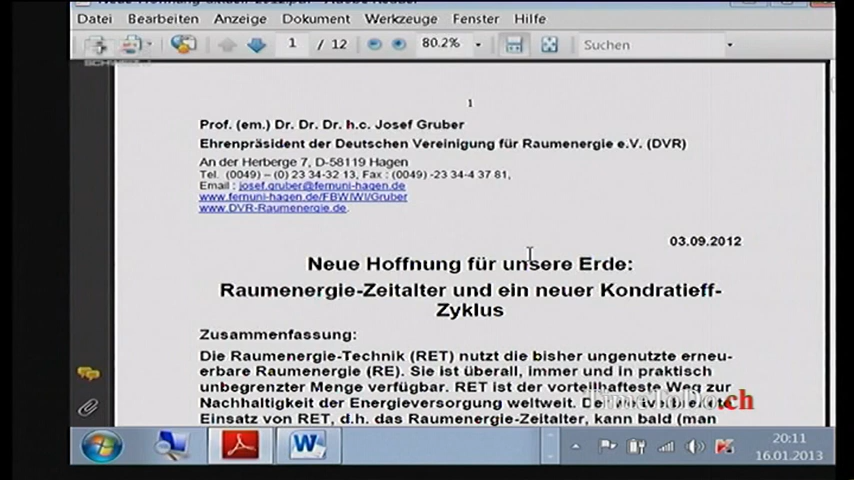 Datei Bearbeiten Anzeige Dokument Werkzeuge Fenster Hilfe
1 / 12 80.2% Suchen
1
Prof. (em.) Dr. Dr. Dr. h.c. Josef Gruber
Ehrenpräsident der Deutschen Vereinigung für Raumenergie e.V. (DVR)
An der Herberge 7, D-58119 Hagen
Tel. (0049) – (0) 23 34-32 13, Fax : (0049) -23 34-4 37 81,
Email : josef.gruber@fernuni-hagen.de
www.fernuni-hagen.de/FBWIWI/Gruber
www.DVR-Raumenergie.de.
03.09.2012
Neue Hoffnung für unsere Erde:
Raumenergie-Zeitalter und ein neuer Kondratieff-
Zyklus
Zusammenfassung:
Die Raumenergie-Technik (RET) nutzt die bisher ungenutzte erneu-
erbare Raumenergie (RE). Sie ist überall, immer und in praktisch
unbegrenzter Menge verfügbar. RET ist der vorteilhafteste Weg zur
Nachhaltigkeit der Energieversorgung weltweit. Der
TimeToDo.ch
Einsatz von RET, d.h. das Raumenergie-Zeitalter, kann bald (man
20:11
16.01.2013